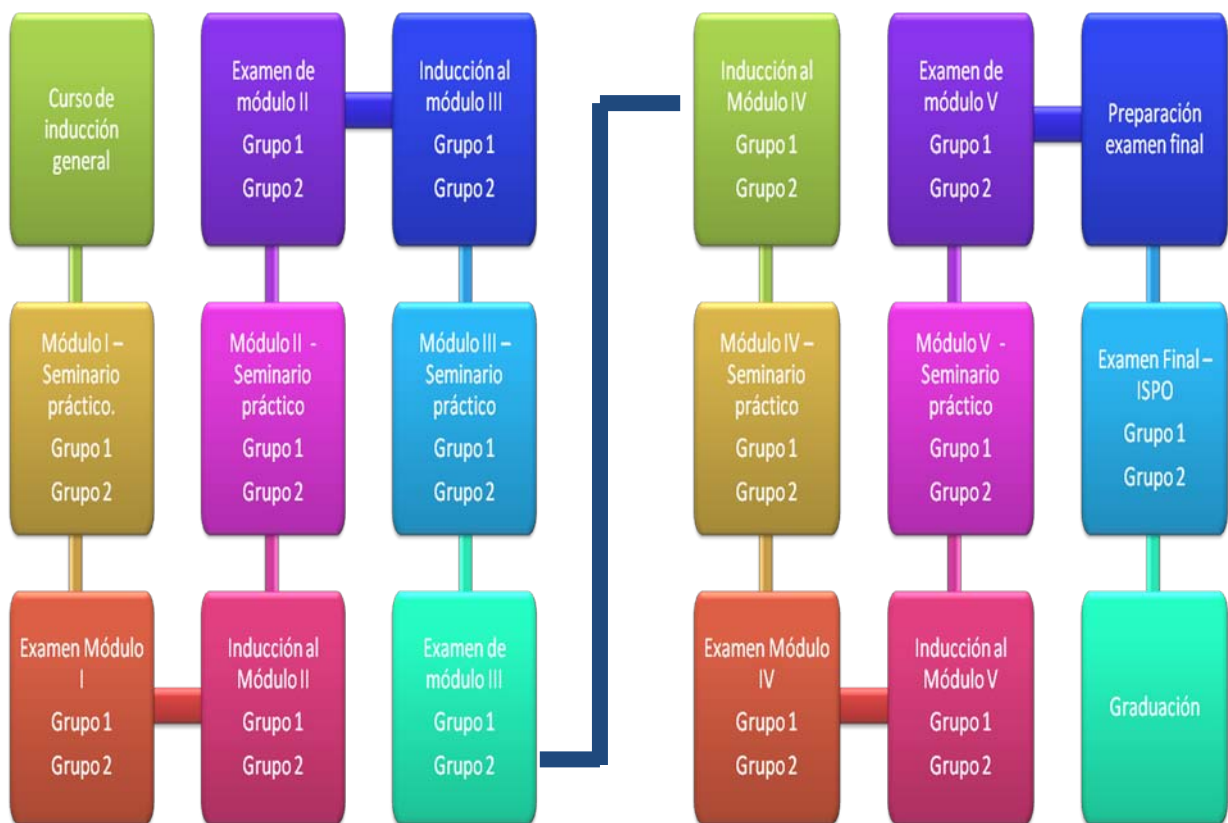 Curso de
inducción
general
Módulo I –
Seminario
práctico.
Grupo 1
Grupo 2
Examen Módulo
I
Grupo 1
Grupo 2
Inducción al
Módulo II
Grupo 1
Grupo 2
Módulo II -
Seminario
práctico
Grupo 1
Grupo 2
Examen de
módulo II
Grupo 1
Grupo 2
Inducción al
módulo III
Grupo 1
Grupo 2
Módulo III –
Seminario
práctico
Grupo 1
Grupo 2
Examen de
módulo III
Grupo 1
Grupo 2
Inducción al
Módulo IV
Grupo 1
Grupo 2
Módulo IV –
Seminario
práctico
Grupo 1
Grupo 2
Examen Módulo
IV
Grupo 1
Grupo 2
Inducción al
Módulo V
Grupo 1
Grupo 2
Módulo V -
Seminario
práctico
Grupo 1
Grupo 2
Examen de
módulo V
Grupo 1
Grupo 2
Preparación
examen final
Examen Final –
ISPO
Grupo 1
Grupo 2
Graduación